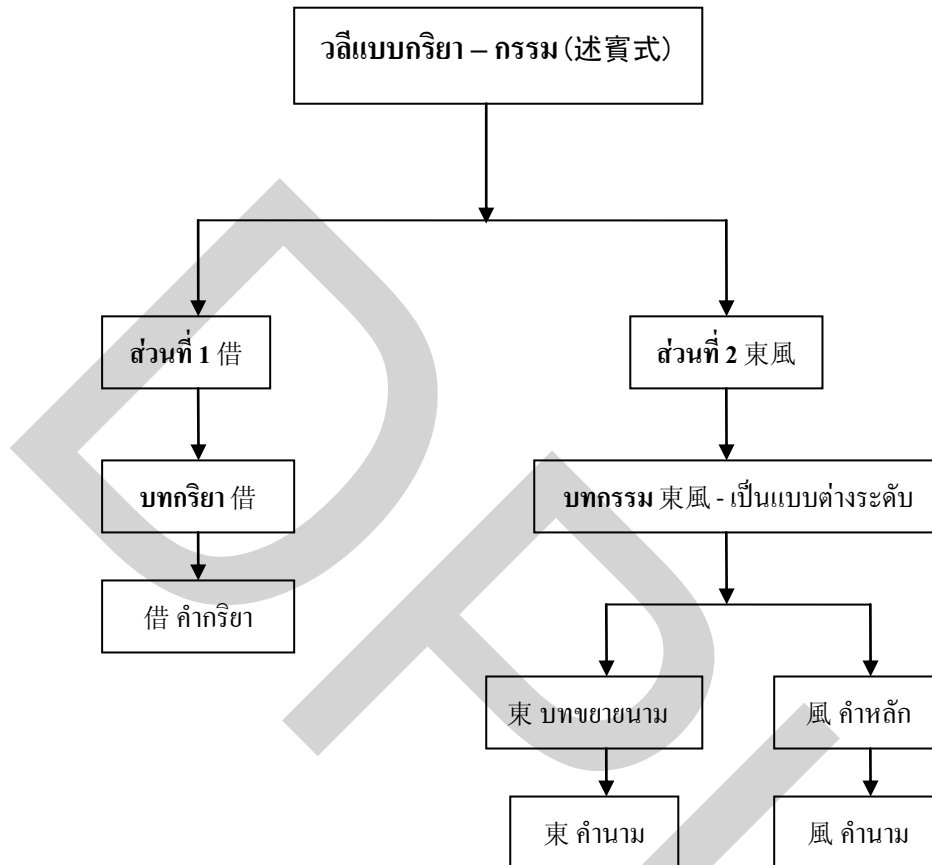 วลีแบบกริยา – กรรม (述賓式)
ส่วนที่ 1 借
ส่วนที่ 2 東風
บทกริยา 借
บทกรรม 東風 - เป็นแบบต่างระดับ
借 คำกริยา
東 บทขยายนาม
風 คำหลัก
東 คำนาม
風 คำนาม